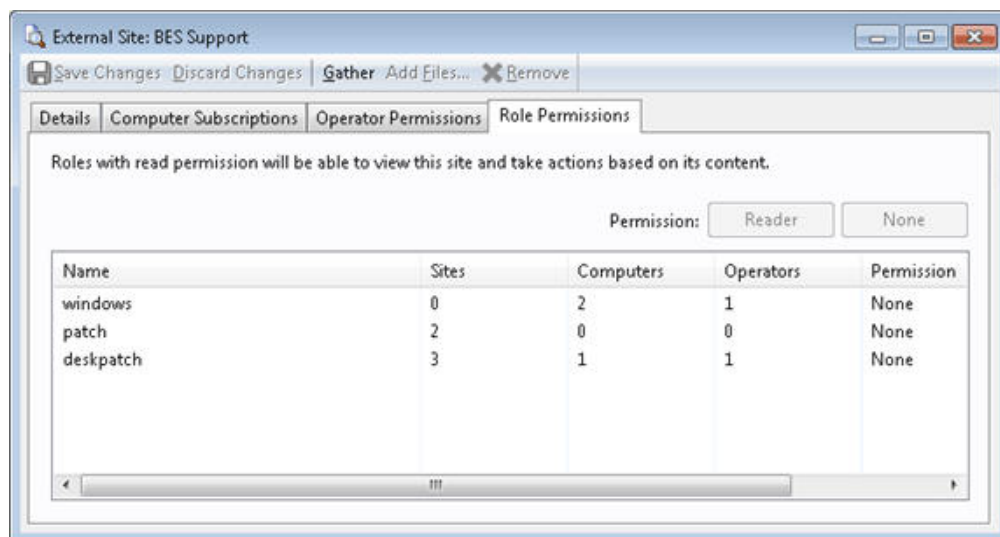 External Site: BES Support
Save Changes Discard Changes Gather Add Files... Remove
Details Computer Subscriptions Operator Permissions Role Permissions
Roles with read permission will be able to view this site and take actions based on its content.
Permission: Reader None
Name Sites Computers Operators Permission
windows 0 2 1 None
patch 2 0 0 None
deskpatch 3 1 1 None